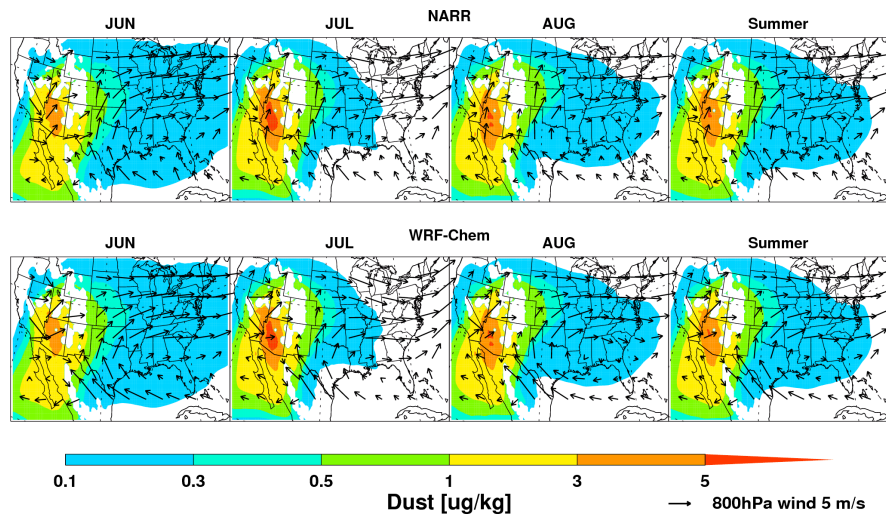 NARR
JUN JUL AUG Summer
WRF-Chem
JUN JUL AUG Summer
0.1 0.3 0.5 1 3 5
Dust [ug/kg] 800hPa wind 5 m/s